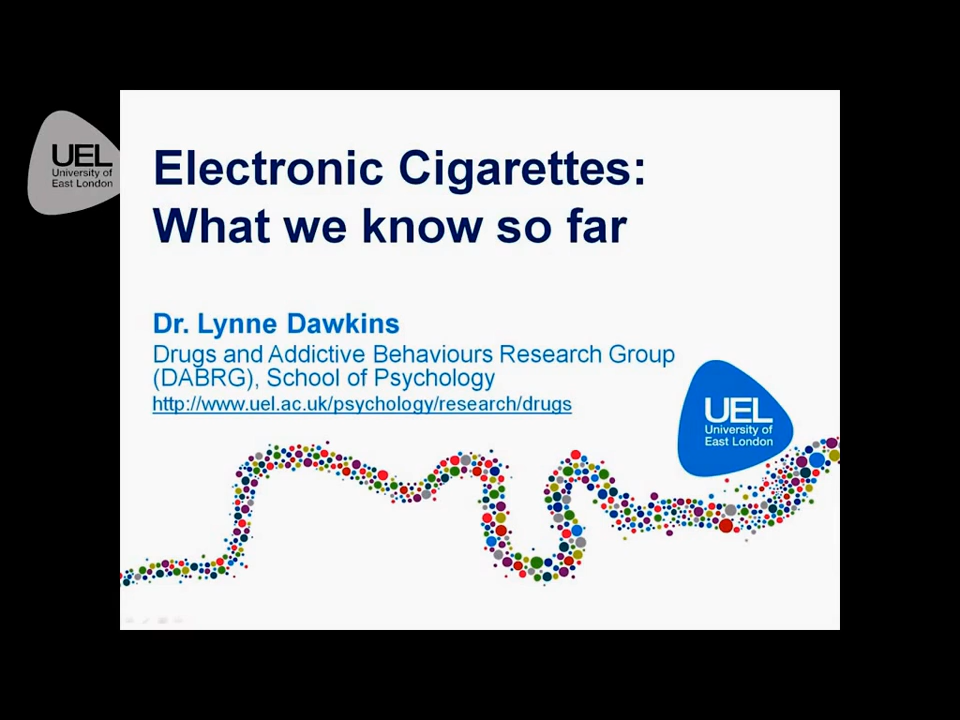 UEL
University of
East London
Electronic Cigarettes:
What we know so far
Dr. Lynne Dawkins
Drugs and Addictive Behaviours Research Group
(DABRG), School of Psychology
http://www.uel.ac.uk/psychology/research/drugs
UEL
University of
East London